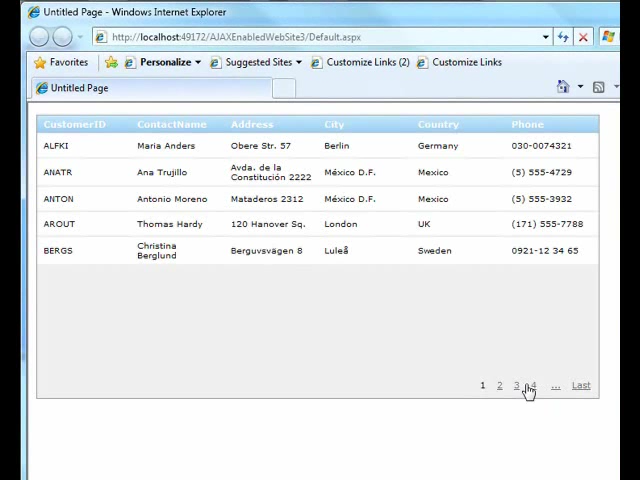 Untitled Page - Windows Internet Explorer
http://localhost:49172/AJAXEnabledWebSite3/Default.aspx
Favorites Personalize Suggested Sites Customize Links (2) Customize Links
Untitled Page
CustomerID ContactName Address City Country Phone
ALFKI Maria Anders Obere Str. 57 Berlin Germany 030-0074321
ANATR Ana Trujillo Avda. de la Constitución 2222 México D.F. Mexico (5) 555-4729
ANTON Antonio Moreno Mataderos 2312 México D.F. Mexico (5) 555-3932
AROUT Thomas Hardy 120 Hanover Sq. London UK (171) 555-7788
BERGS Christina Berglund Berguvsvägen 8 Luleå Sweden 0921-12 34 65
1 2 3 4 ... Last